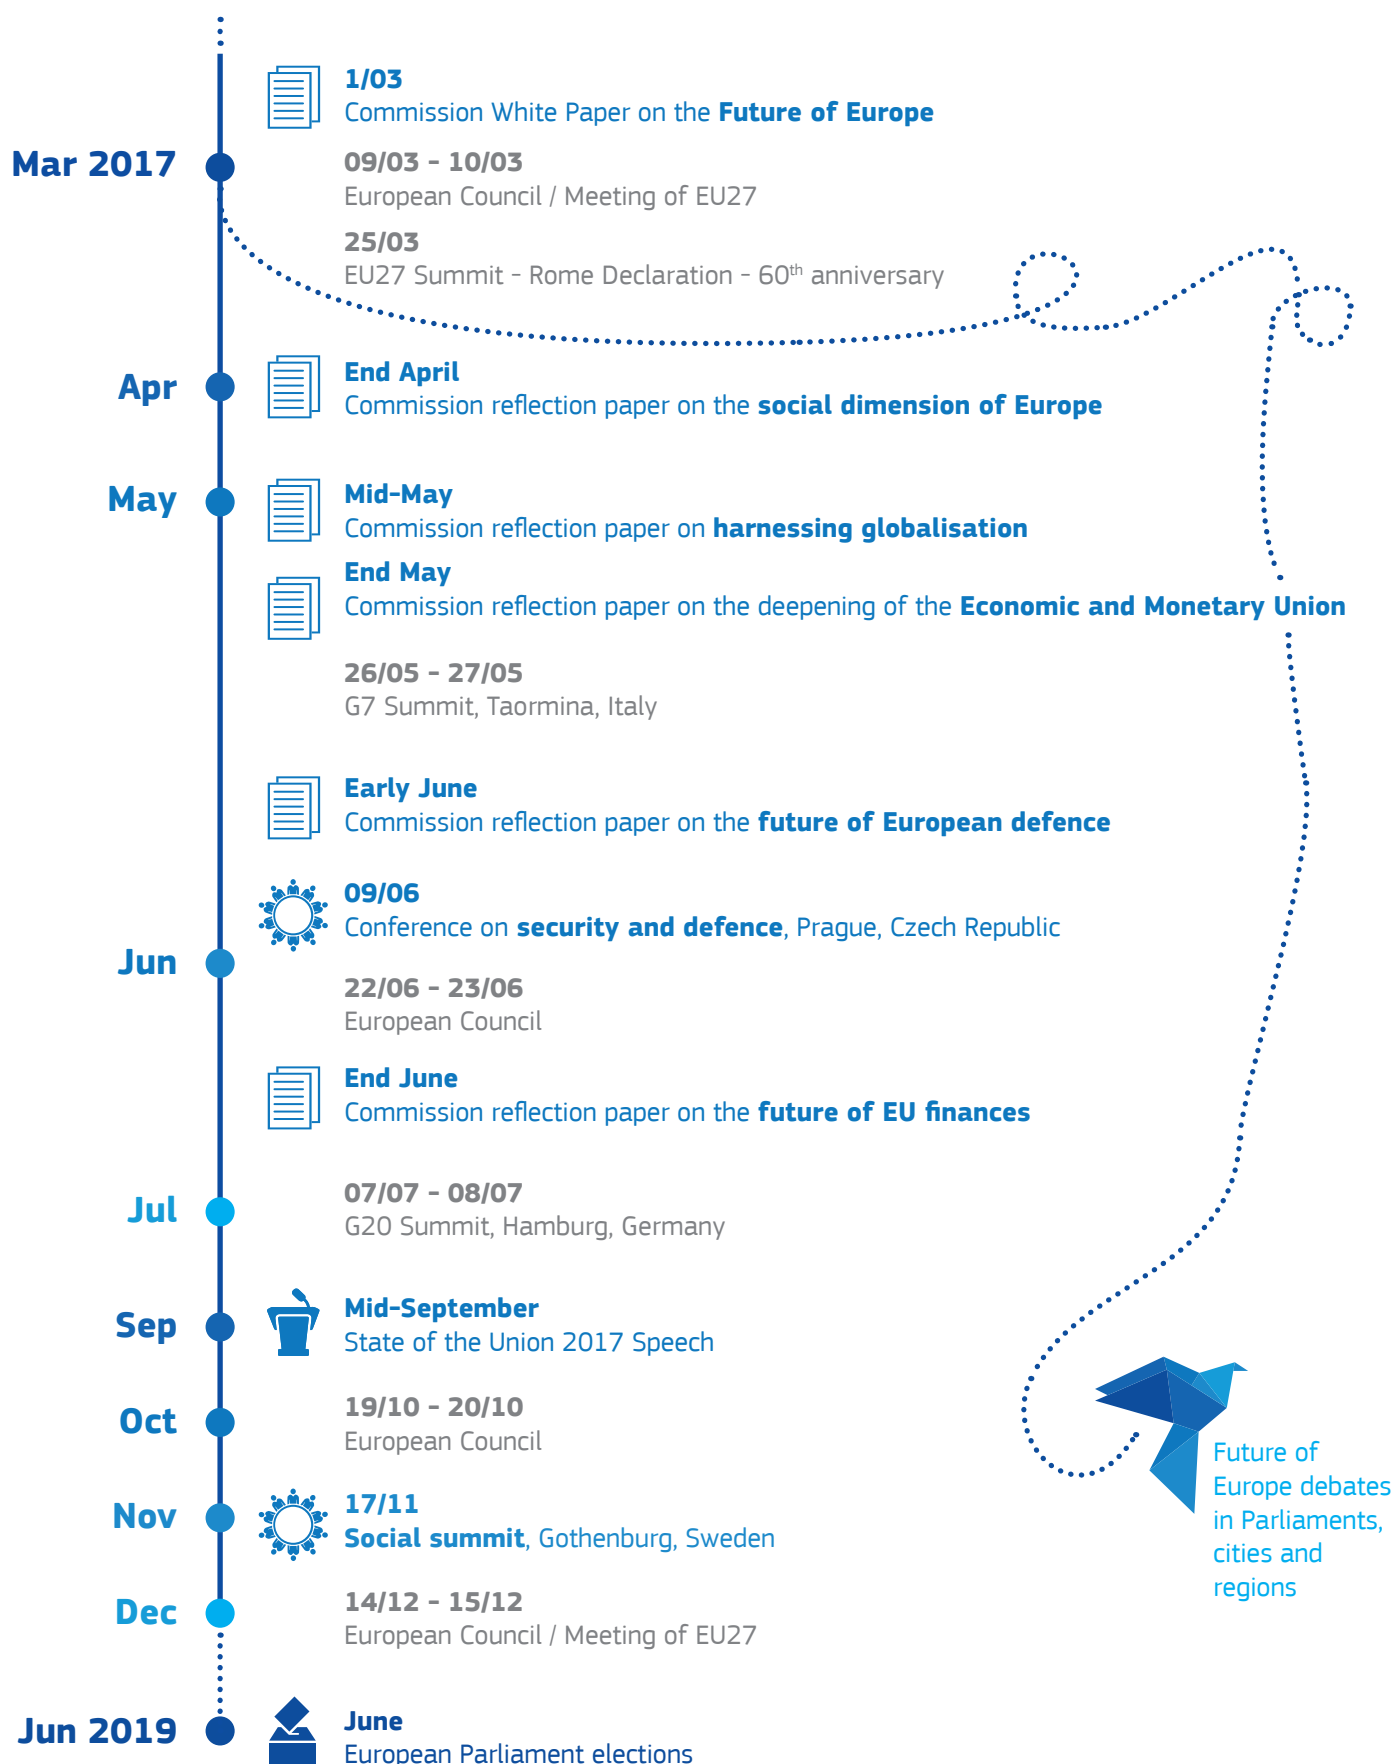 1/03
Commission White Paper on the Future of Europe
Mar 2017
09/03 - 10/03
European Council / Meeting of EU27
25/03
EU27 Summit - Rome Declaration - 60th anniversary
Apr
End April
Commission reflection paper on the social dimension of Europe
May
Mid-May
Commission reflection paper on harnessing globalisation
End May
Commission reflection paper on the deepening of the Economic and Monetary Union
26/05 - 27/05
G7 Summit, Taormina, Italy
Early June
Commission reflection paper on the future of European defence
09/06
Conference on security and defence, Prague, Czech Republic
Jun
22/06 - 23/06
European Council
End June
Commission reflection paper on the future of EU finances
Jul
07/07 - 08/07
G20 Summit, Hamburg, Germany
Sep
Mid-September
State of the Union 2017 Speech
Oct
19/10 - 20/10
European Council
Nov
17/11
Social summit, Gothenburg, Sweden
Dec
14/12 - 15/12
European Council / Meeting of EU27
Jun 2019
June
European Parliament elections
Future of
Europe debates
in Parliaments,
cities and
regions